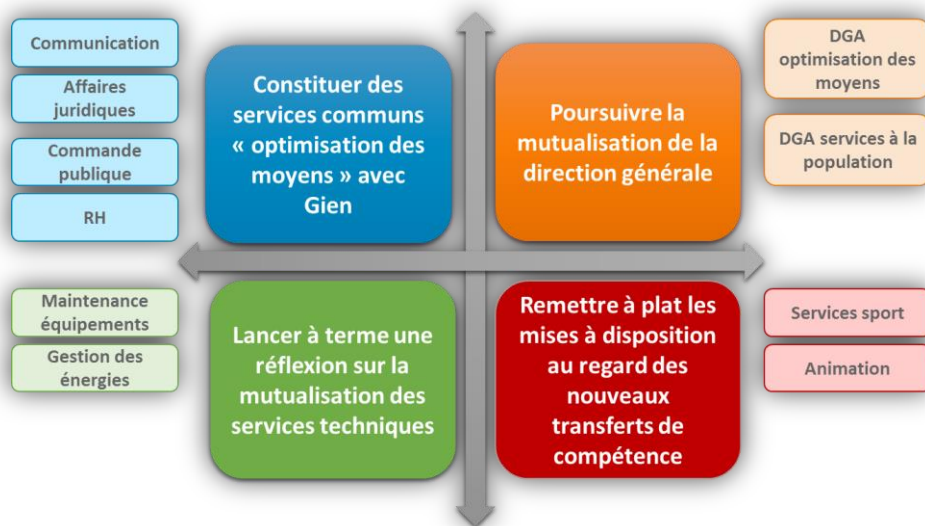 Communication
Affaires
juridiques
Commande
publique
RH
Constituer des
services communs
« optimisation des
moyens » avec
Gien
Poursuivre la
mutualisation de la
direction générale
DGA
optimisation des
moyens
DGA services à la
population
Maintenance
équipements
Gestion des
énergies
Lancer à terme une
réflexion sur la
mutualisation des
services techniques
Remettre à plat les
mises à disposition
au regard des
nouveaux
transferts de
compétence
Services sport
Animation